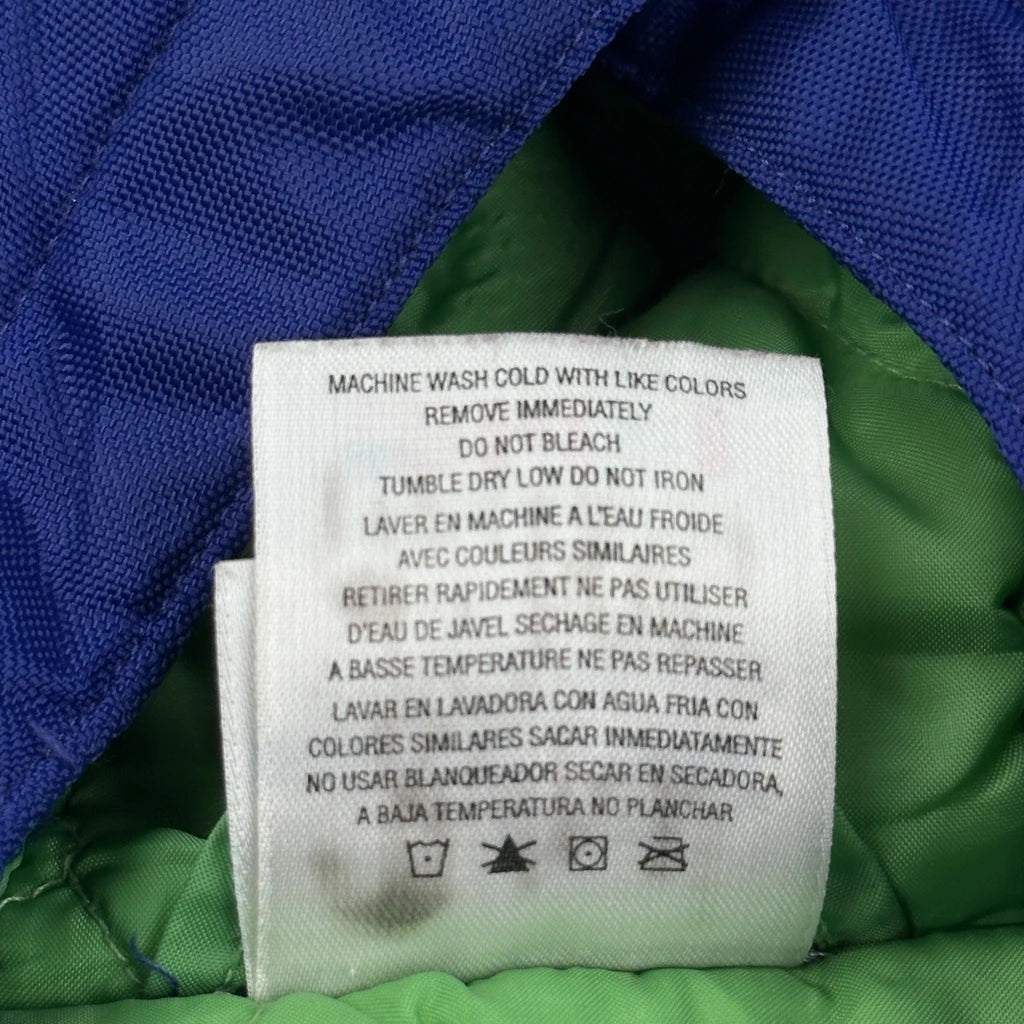 MACHINE WASH COLD WITH LIKE COLORS
REMOVE IMMEDIATELY
DO NOT BLEACH
TUMBLE DRY LOW DO NOT IRON
LAVER EN MACHINE A L'EAU FROIDE
AVEC COULEURS SIMILAIRES
RETIRER RAPIDEMENT NE PAS UTILISER
D'EAU DE JAVEL SECHAGE EN MACHINE
A BASSE TEMPERATURE NE PAS REPASSER
LAVAR EN LAVADORA CON AGUA FRIA CON
COLORES SIMILARES SACAR INMEDIATAMENTE
NO USAR BLANQUEADOR SECAR EN SECADORA,
A BAJA TEMPERATURA NO PLANCHAR